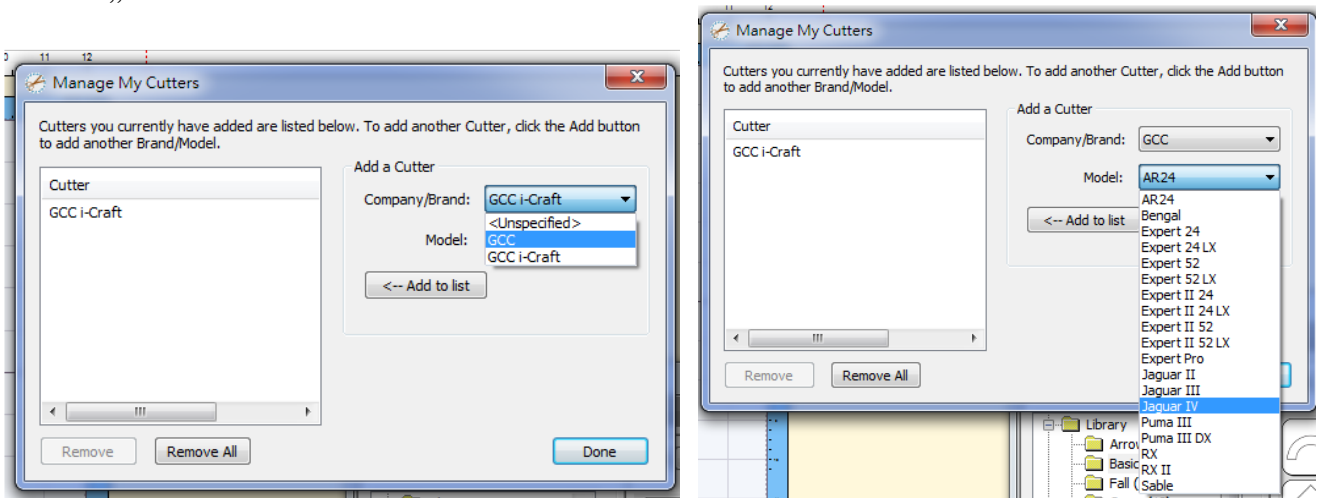 11 12
Manage My Cutters
Cutters you currently have added are listed below. To add another Cutter, click the Add button
to add another Brand/Model.
Cutter
GCC i-Craft
Add a Cutter
Company/Brand: GCC i-Craft
<Unspecified>
GCC
GCC i-Craft
Model:
<-- Add to list
Remove
Remove All
Done
11 12
Manage My Cutters
Cutters you currently have added are listed below. To add another Cutter, click the Add button
to add another Brand/Model.
Cutter
GCC i-Craft
Add a Cutter
Company/Brand: GCC
Model: AR24
AR24
Bengal
Expert 24
Expert 24 LX
Expert 52
Expert 52 LX
Expert II 24
Expert II 24 LX
Expert II 52
Expert II 52 LX
Expert Pro
Jaguar II
Jaguar III
Jaguar IV
Puma III
Puma III DX
RX
RX II
Sable
<-- Add to list
Remove
Remove All
Library
Arro
Basic
Fall (